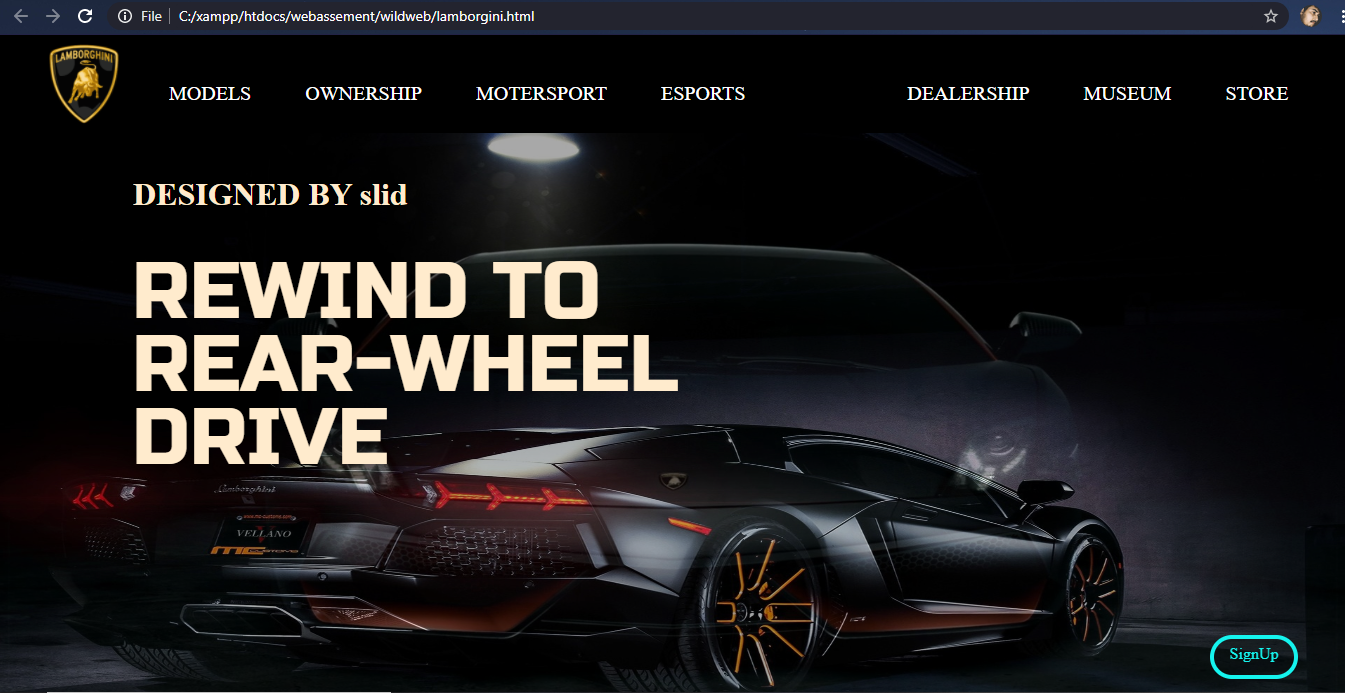 File C:/xampp/htdocs/webassement/wildweb/lamborgini.html
LAMBORGHINI
MODELS OWNERSHIP MOTERSPORT ESPORTS DEALERSHIP MUSEUM STORE
DESIGNED BY slid
REWIND TO
REAR-WHEEL
DRIVE
Lamborghini
VELLANO
SignUp